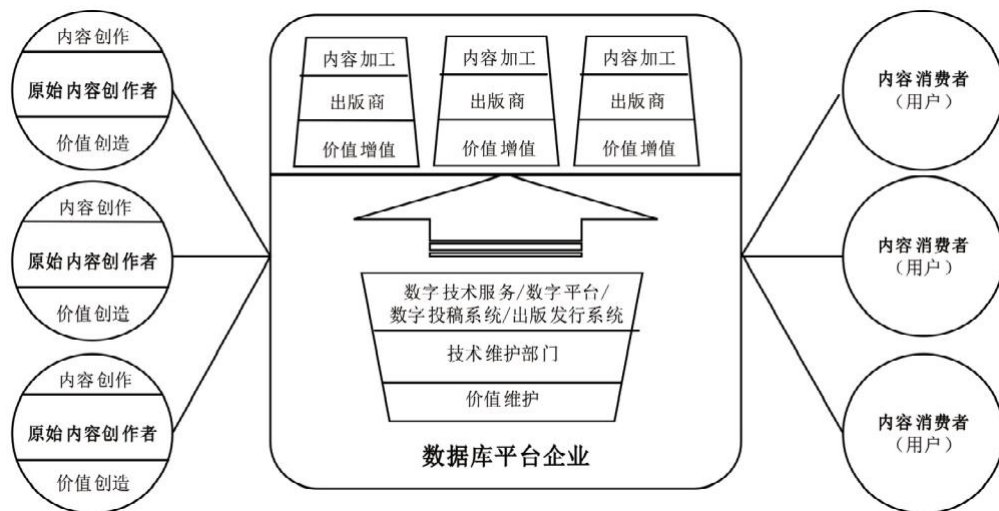 内容创作
原始内容创作者
价值创造
内容创作
原始内容创作者
价值创造
内容创作
原始内容创作者
价值创造
内容加工
出版商
价值增值
内容加工
出版商
价值增值
内容加工
出版商
价值增值
数字技术服务/数字平台/
数字投稿系统/出版发行系统
技术维护部门
价值维护
数据库平台企业
内容消费者
（用户）
内容消费者
（用户）
内容消费者
（用户）